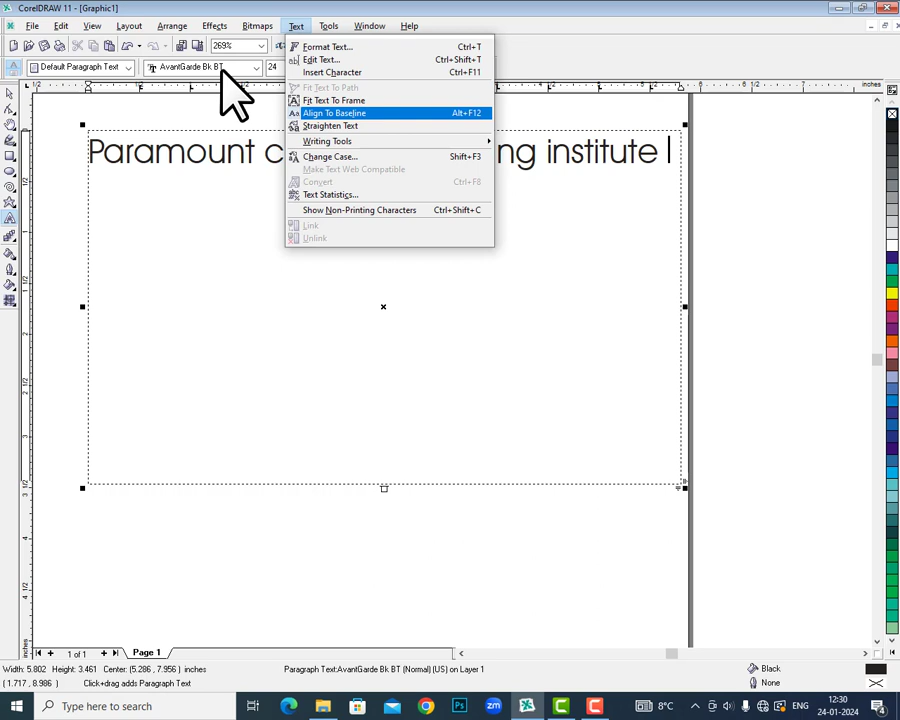 CorelDRAW 11 - [Graphic1]
File Edit View Layout Arrange Effects Bitmaps Text Tools Window Help
269%
Default Paragraph Text AvantGarde Bk BT 24
Format Text... Ctrl+T
Edit Text... Ctrl+Shift+T
Insert Character Ctrl+F11
Fit Text To Path
Fit Text To Frame
Align To Baseline Alt+F12
Straighten Text
Writing Tools
Change Case... Shift+F3
Make Text Web Compatible
Convert Ctrl+F8
Text Statistics...
Show Non-Printing Characters Ctrl+Shift+C
Link
Unlink
inches
Paramount c ng institute
inches
1 of 1 Page 1
Width: 5.802 Height: 3.461 Center: (5.286, 7.956) inches Paragraph Text:AvantGarde Bk BT (Normal) (US) on Layer 1 Black
(1.717, 8.986) Click+drag adds Paragraph Text None
Type here to search Ps zm 8°C ENG 12:30
24-01-2024 4